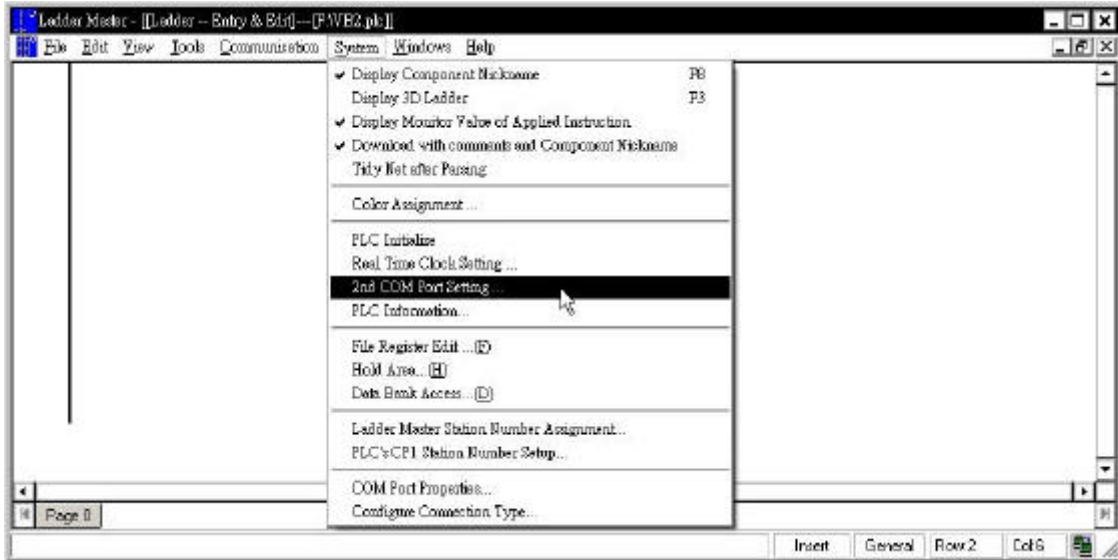 Ladder Master - [[Ladder -- Entry & Edit]---[F:\VB2.plc]]
File Edit View Tools Communication System Windows Help
✔ Display Component Nickname F8
Display 3D Ladder F3
✔ Display Monitor Value of Applied Instruction
✔ Download with comments and Component Nickname
Tidy Net after Parsing
Color Assignment ...
PLC Initialize
Real Time Clock Setting ...
2nd COM Port Setting ...
PLC Information...
File Register Edit ...(F)
Hold Area...(H)
Data Bank Access...(D)
Ladder Master Station Number Assignment...
PLC's CP1 Station Number Setup...
COM Port Properties...
Configure Connection Type...
Page 0
Insert General Row 2 Col:6